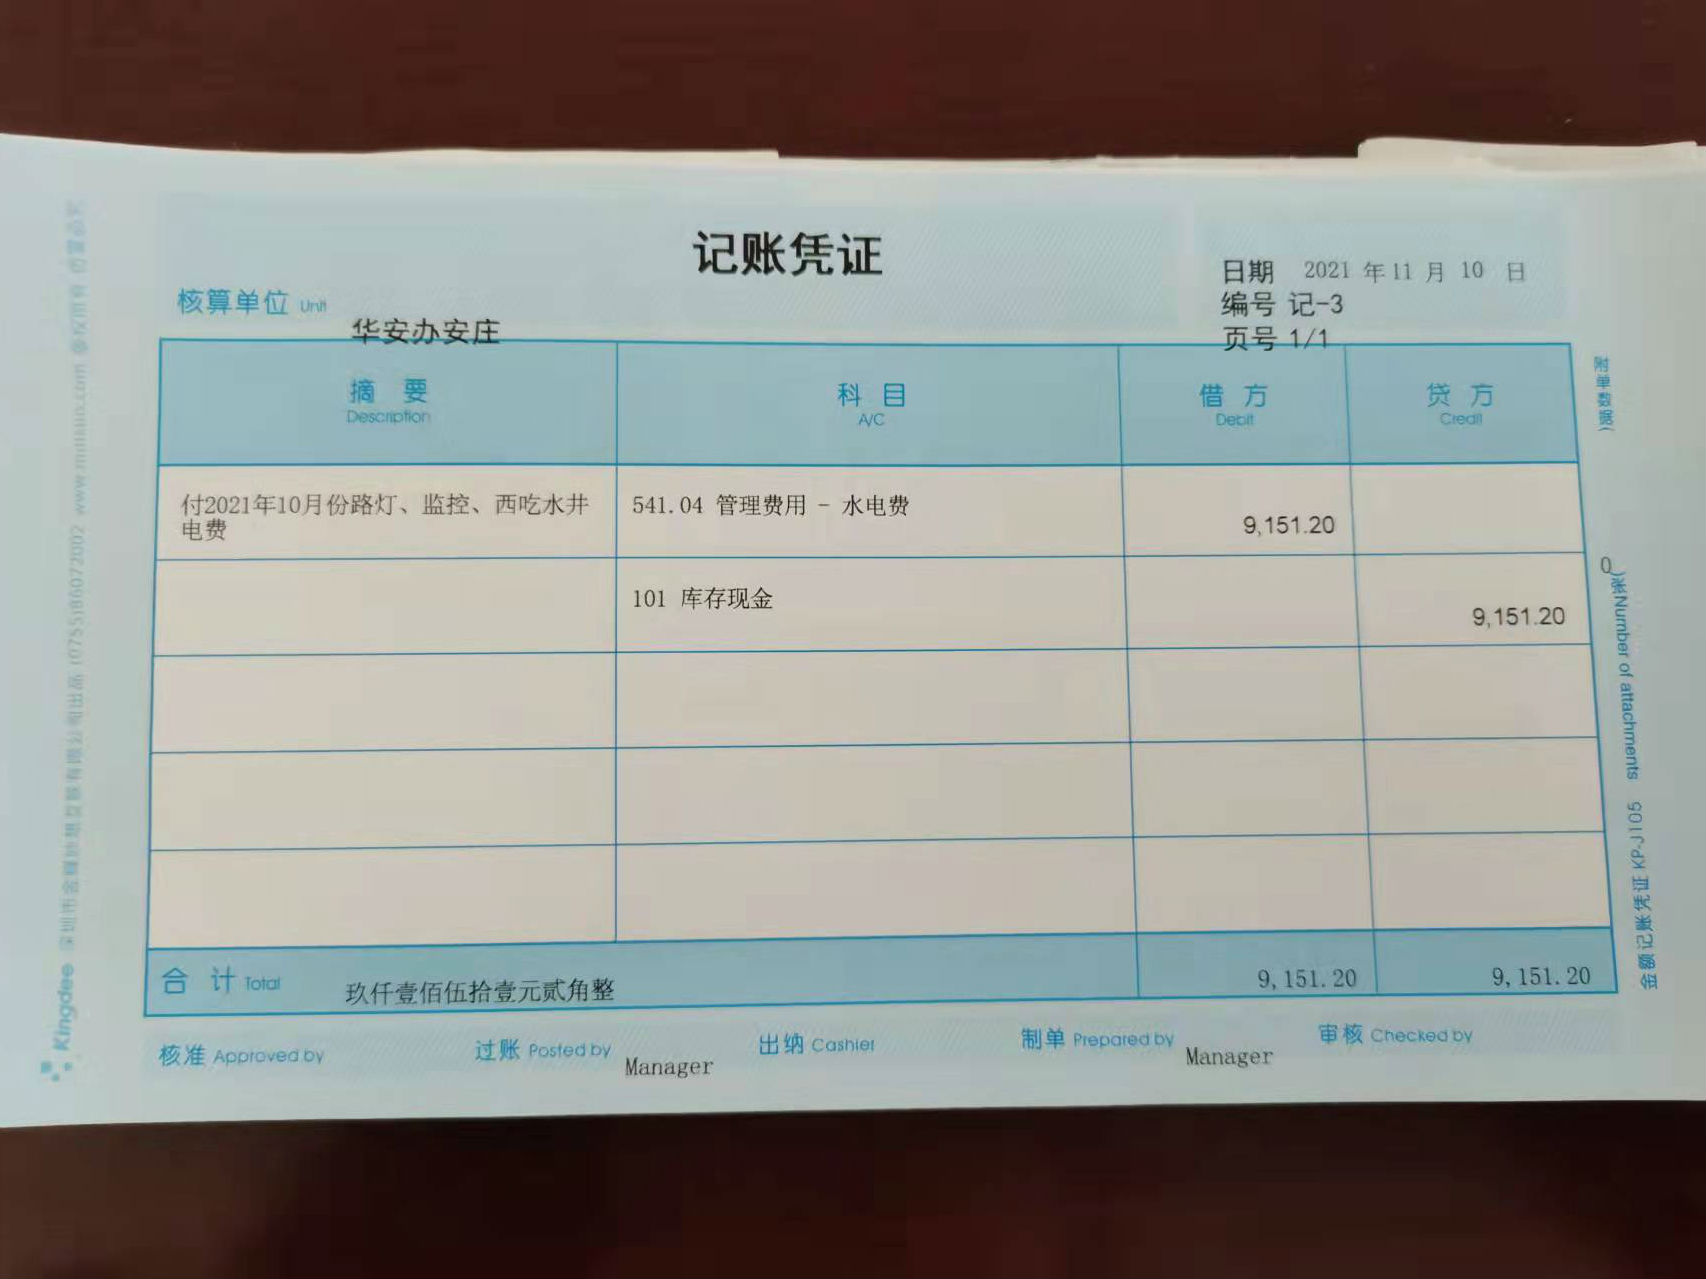 记账凭证
日期 2021 年 11 月 10 日
核算单位 Unit
编号 记-3
华安办安庄
页号 1/1
摘 要 科 目 借 方 贷 方
Description A/C Debit Credit
付2021年10月份路灯、监控、西吃水井 541.04 管理费用 - 水电费 9,151.20
电费
101 库存现金 9,151.20
合 计 Total 玖仟壹佰伍拾壹元贰角整 9,151.20 9,151.20
核准 Approved by 过账 Posted by Manager 出纳 Cashier 制单 Prepared by Manager 审核 Checked by
附单数据)
0
张Number of attachments
金额记账凭证 KP-J105
Kingdee